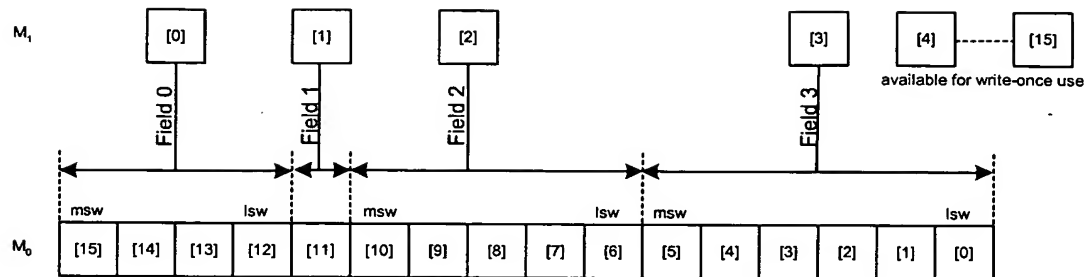 M₁ [0] [1] [2] [3] [4] [15]
available for write-once use
Field 0 Field 1 Field 2 Field 3
msw lsw msw lsw msw lsw
M₀ [15] [14] [13] [12] [11] [10] [9] [8] [7] [6] [5] [4] [3] [2] [1] [0]